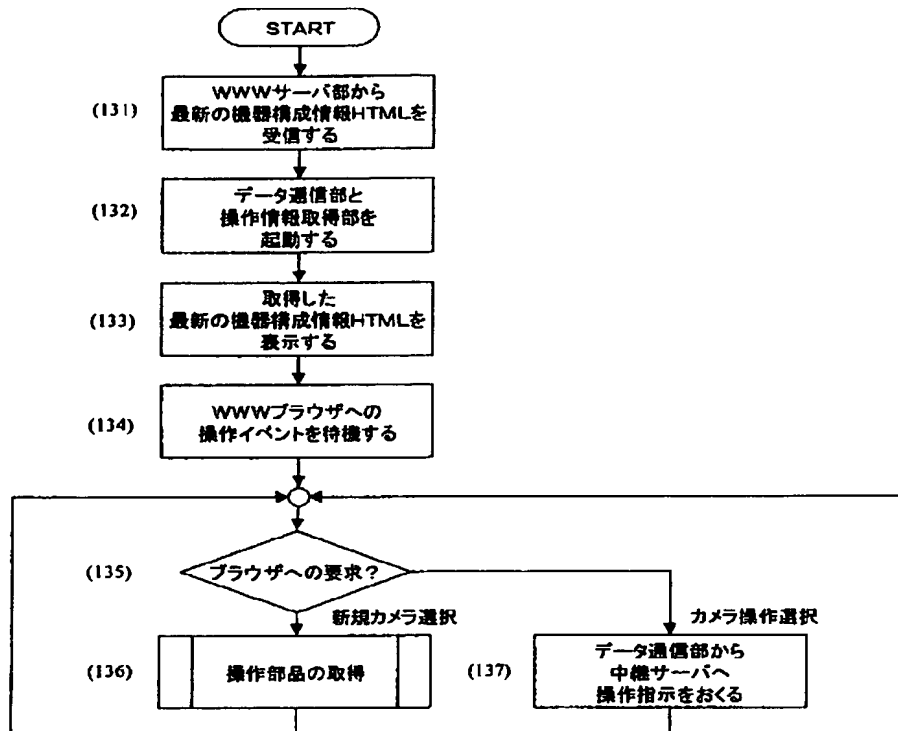 START
(131)
WWWサーバ部から
最新の機器構成情報HTMLを
受信する
(132)
データ通信部と
操作情報取得部を
起動する
(133)
取得した
最新の機器構成情報HTMLを
表示する
(134)
WWWブラウザへの
操作イベントを待機する
(135)
ブラウザへの要求?
新規カメラ選択
カメラ操作選択
(136)
操作部品の取得
(137)
データ通信部から
中継サーバへ
操作指示をおくる